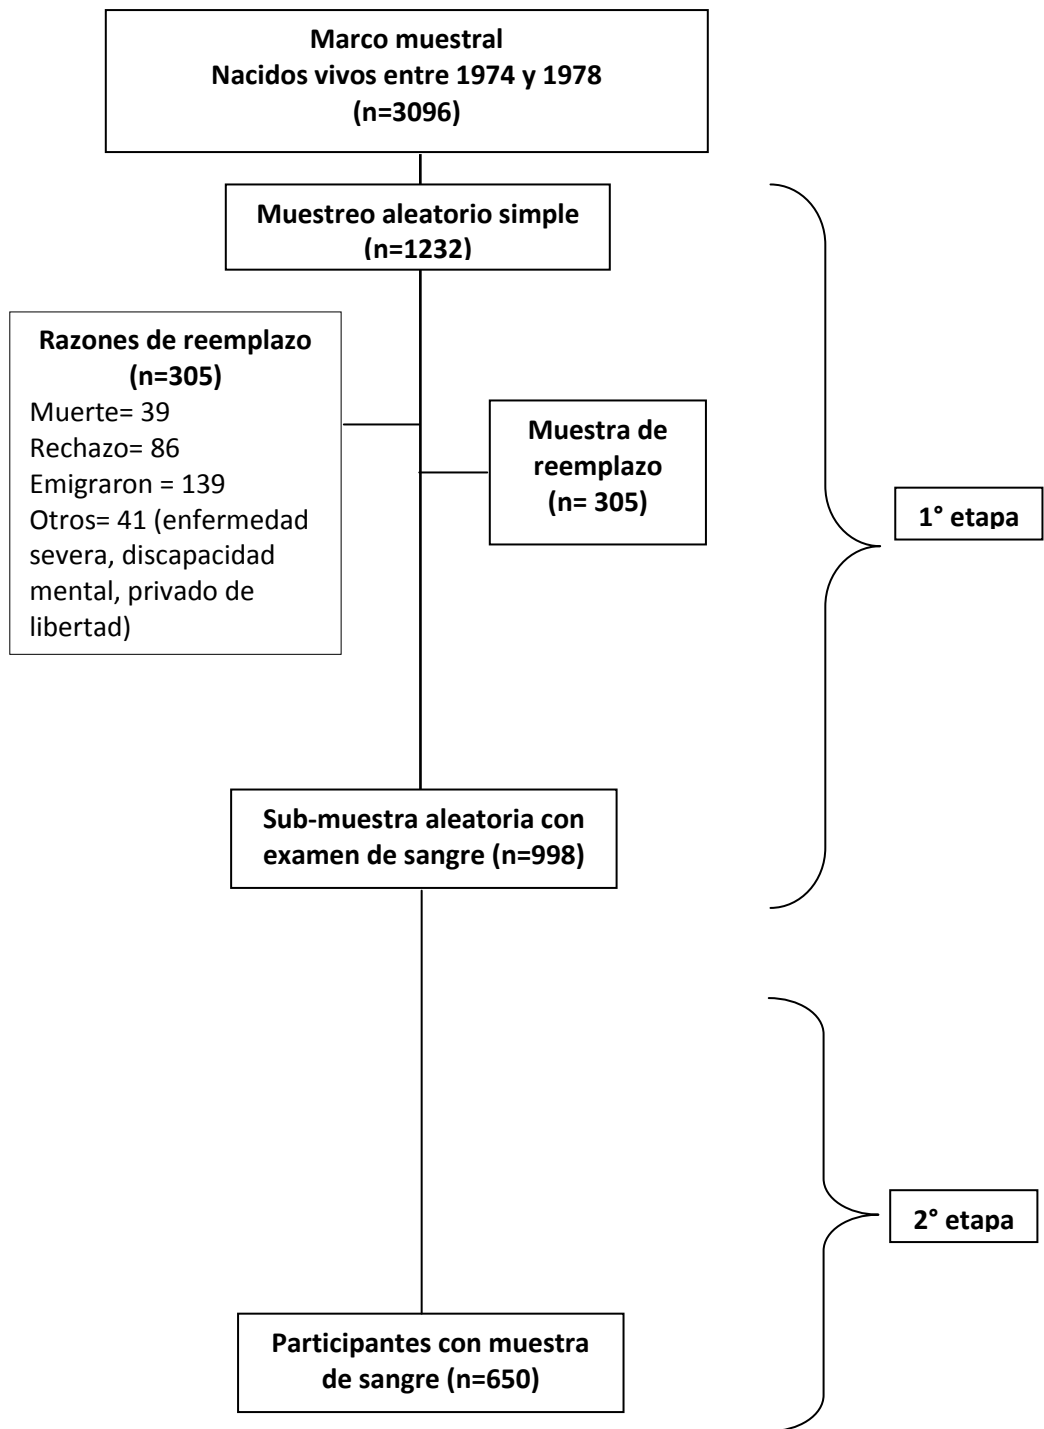 Marco muestral
Nacidos vivos entre 1974 y 1978
(n=3096)
Muestreo aleatorio simple
(n=1232)
Razones de reemplazo
(n=305)
Muerte= 39
Rechazo= 86
Emigraron = 139
Otros= 41 (enfermedad
severa, discapacidad
mental, privado de
libertad)
Muestra de
reemplazo
(n= 305)
1° etapa
Sub-muestra aleatoria con
examen de sangre (n=998)
2° etapa
Participantes con muestra
de sangre (n=650)